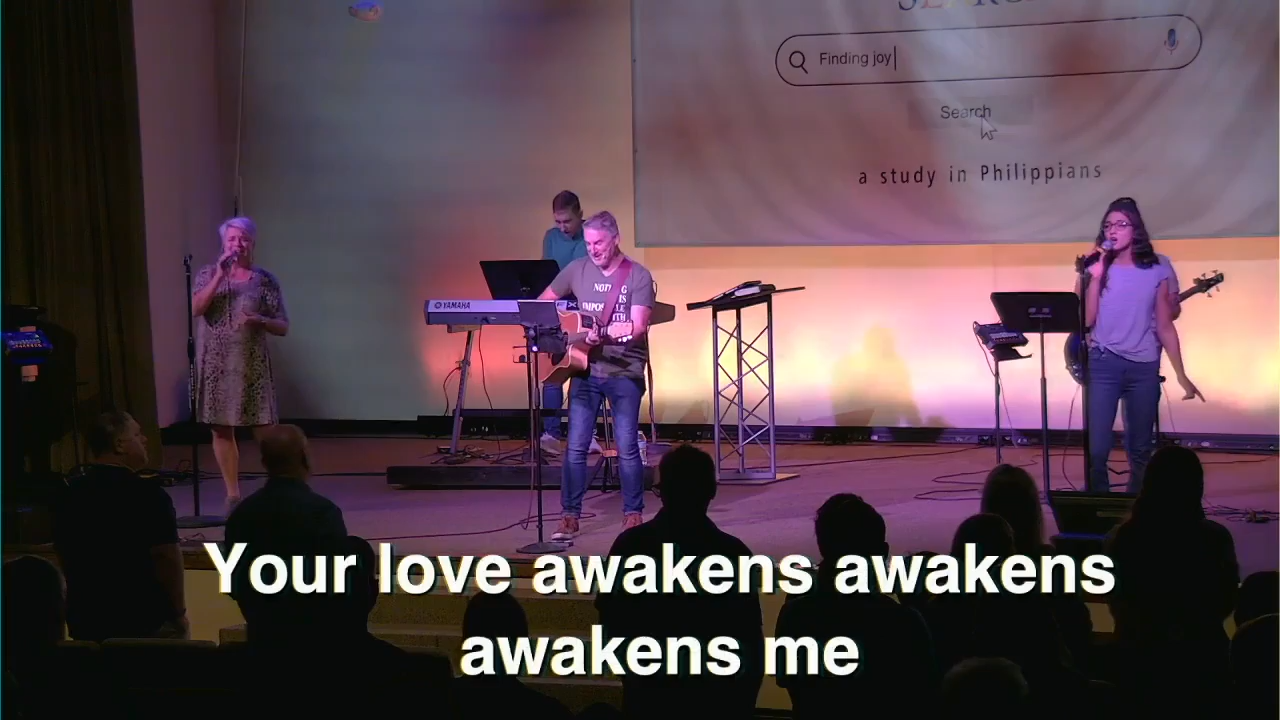 Finding joy
Search
a study in Philippians
YAMAHA
Your love awakens awakens
awakens me